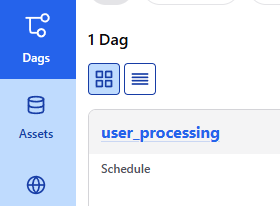 1 Dag
Dags
Assets
user_processing
Schedule